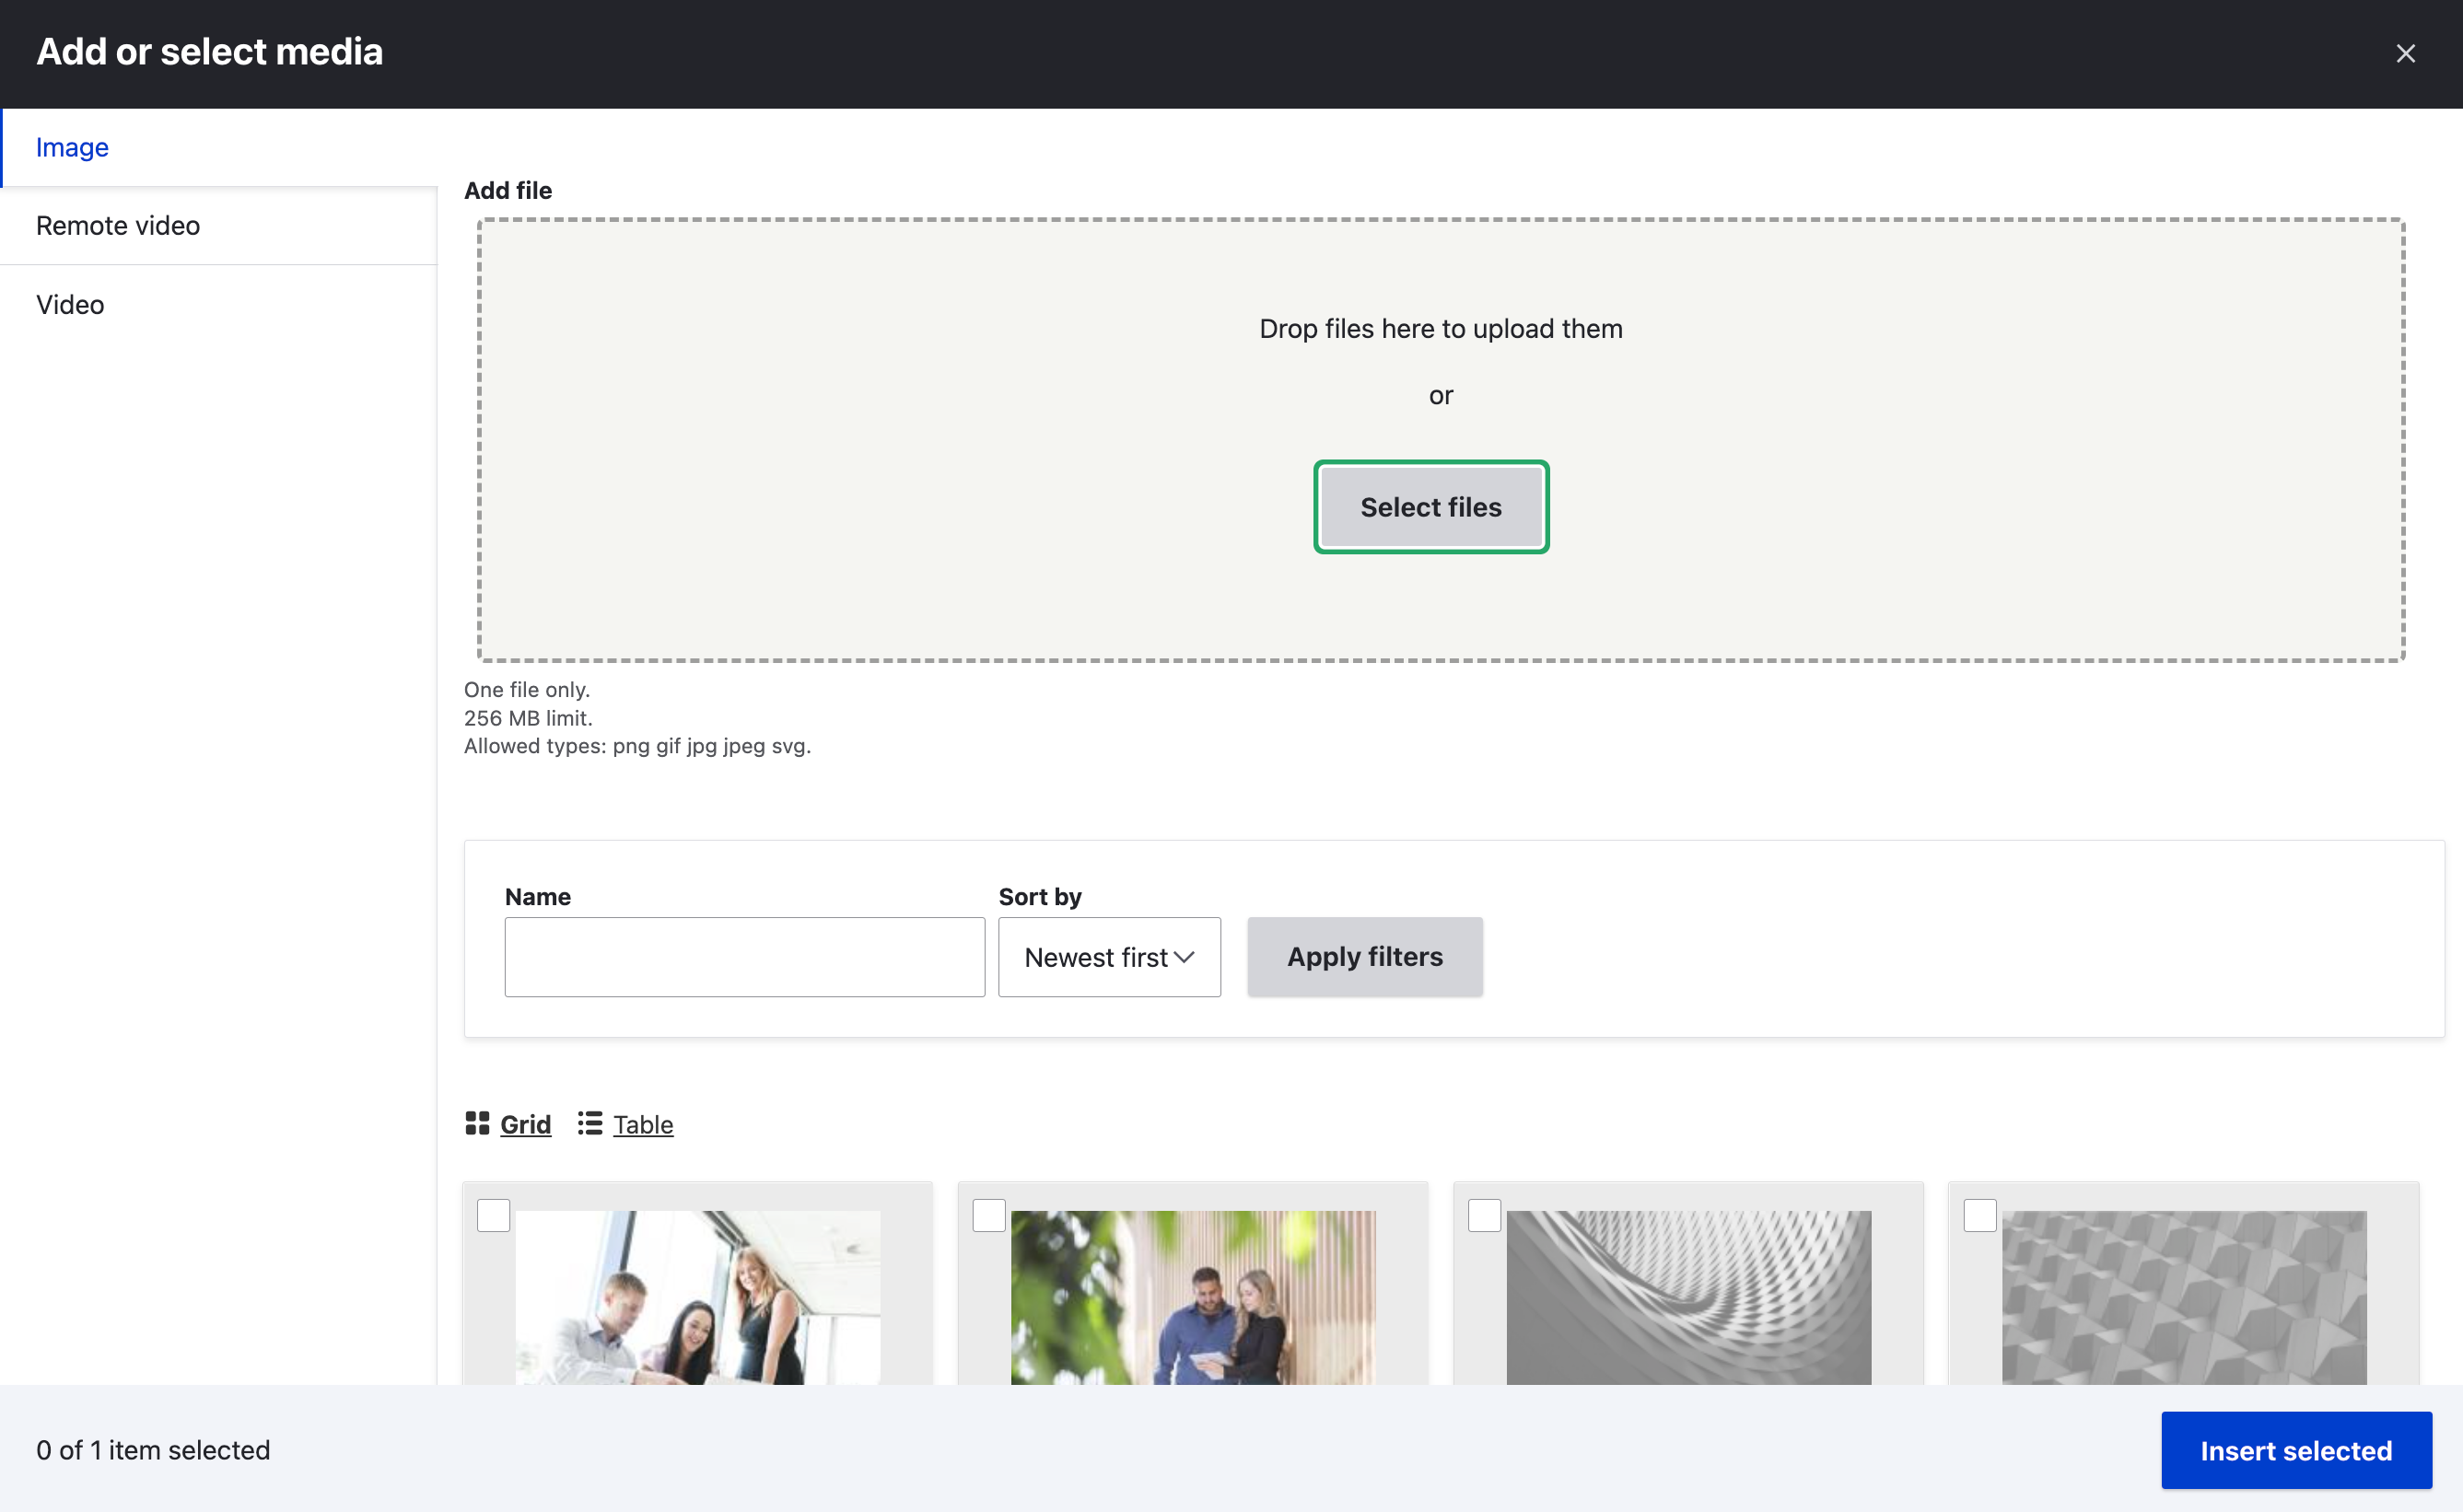 Add or select media
Image
Remote video
Video
Add file
Drop files here to upload them
or
Select files
One file only.
256 MB limit.
Allowed types: png gif jpg jpeg svg.
Name
Sort by
Newest first
Apply filters
Grid
Table
0 of 1 item selected
Insert selected